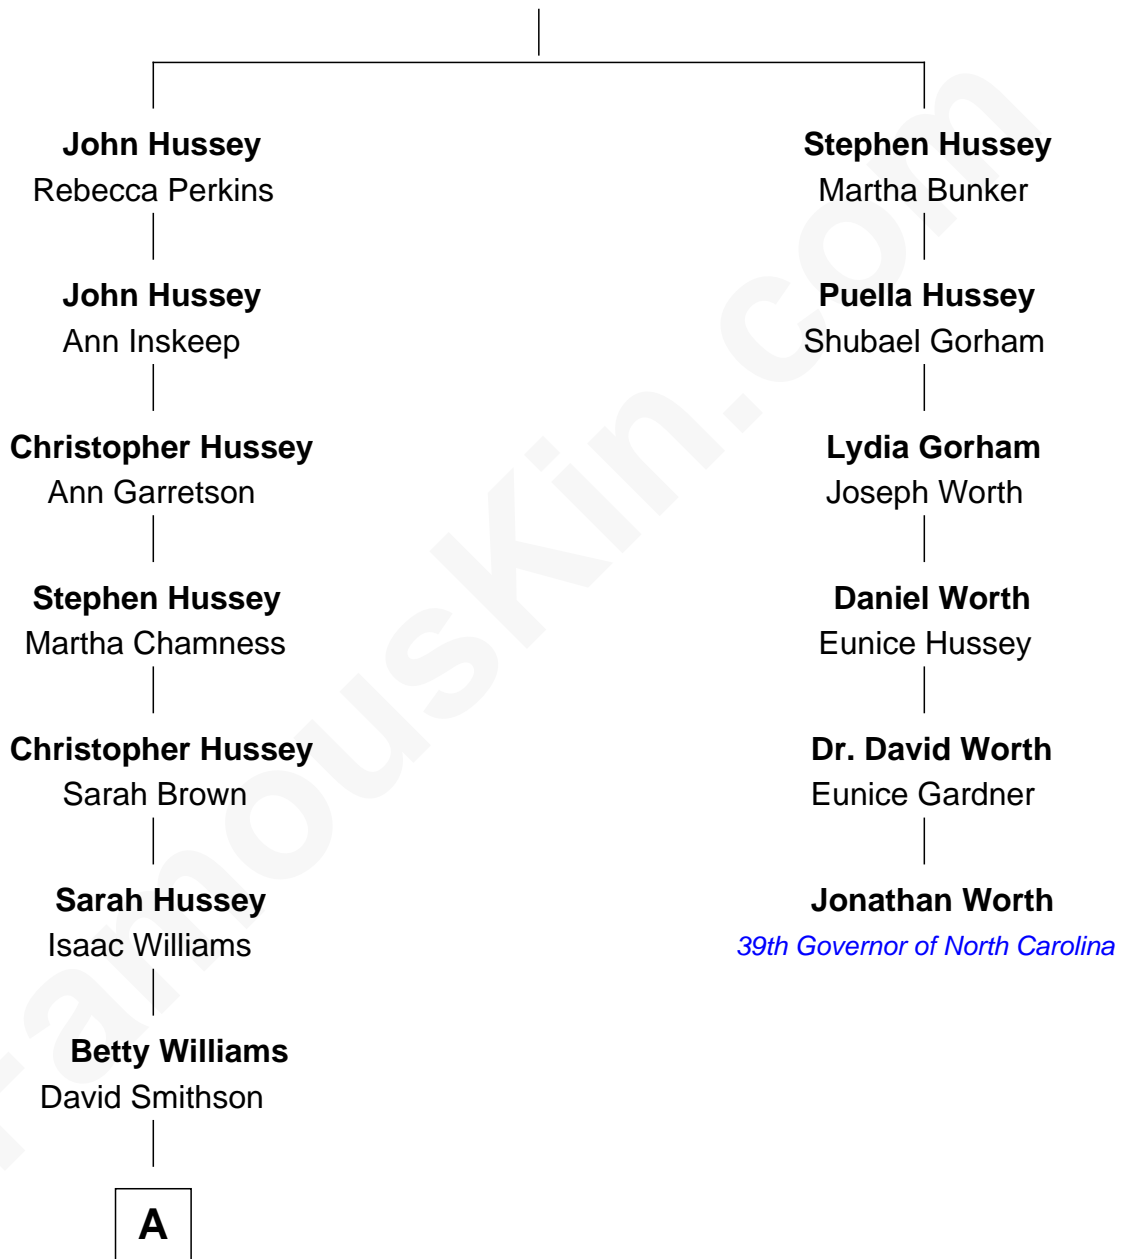 John Hussey
Rebecca Perkins
John Hussey
Ann Inskeep
Christopher Hussey
Ann Garretson
Stephen Hussey
Martha Chamness
Christopher Hussey
Sarah Brown
Sarah Hussey
Isaac Williams
Betty Williams
David Smithson
A
Stephen Hussey
Martha Bunker
Puella Hussey
Shubael Gorham
Lydia Gorham
Joseph Worth
Daniel Worth
Eunice Hussey
Dr. David Worth
Eunice Gardner
Jonathan Worth
39th Governor of North Carolina
FamousKin.com